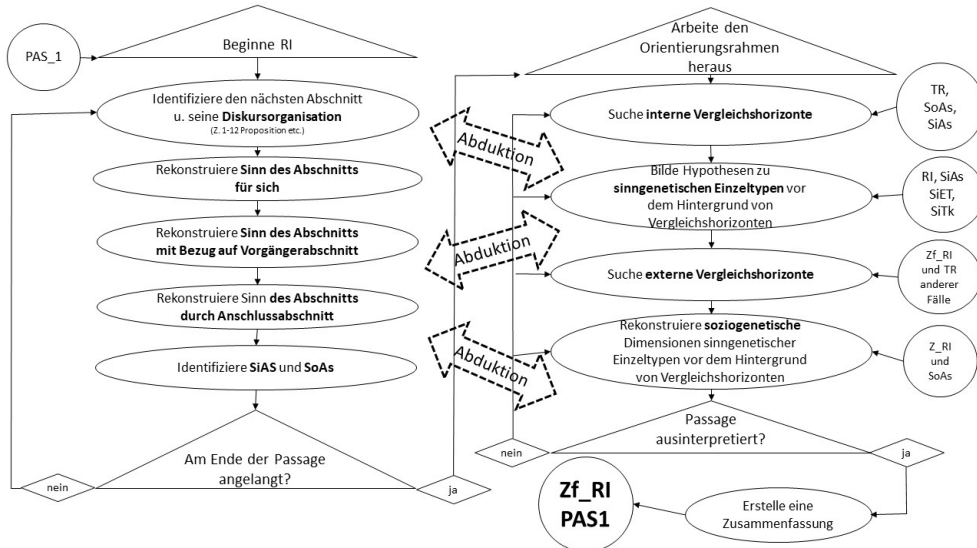 PAS_1
Beginne RI
Identifiziere den nächsten Abschnitt
u. seine Diskursorganisation
(Z. 1-12 Proposition etc.)
Rekonstruiere Sinn des Abschnitts
für sich
Rekonstruiere Sinn des Abschnitts
mit Bezug auf Vorgängerabschnitt
Rekonstruiere Sinn des Abschnitts
durch Anschlussabschnitt
Identifiziere SiAS und SoAs
Am Ende der Passage
angelangt?
nein
ja
Abduktion
Abduktion
Abduktion
Arbeite den
Orientierungsrahmen
heraus
Suche interne Vergleichshorizonte
TR,
SoAs,
SiAs
Bilde Hypothesen zu
sinngenetischen Einzeltypen vor
dem Hintergrund von
Vergleichshorizonten
RI, SiAs
SiET,
SiTk
Suche externe Vergleichshorizonte
Zf_RI
und TR
anderer
Fälle
Rekonstruiere soziogenetische
Dimensionen sinngenetischer
Einzeltypen vor dem Hintergrund
von Vergleichshorizonten
Z_RI
und
SoAs
Passage
ausinterpretiert?
nein
ja
Erstelle eine
Zusammenfassung
Zf_RI
PAS1